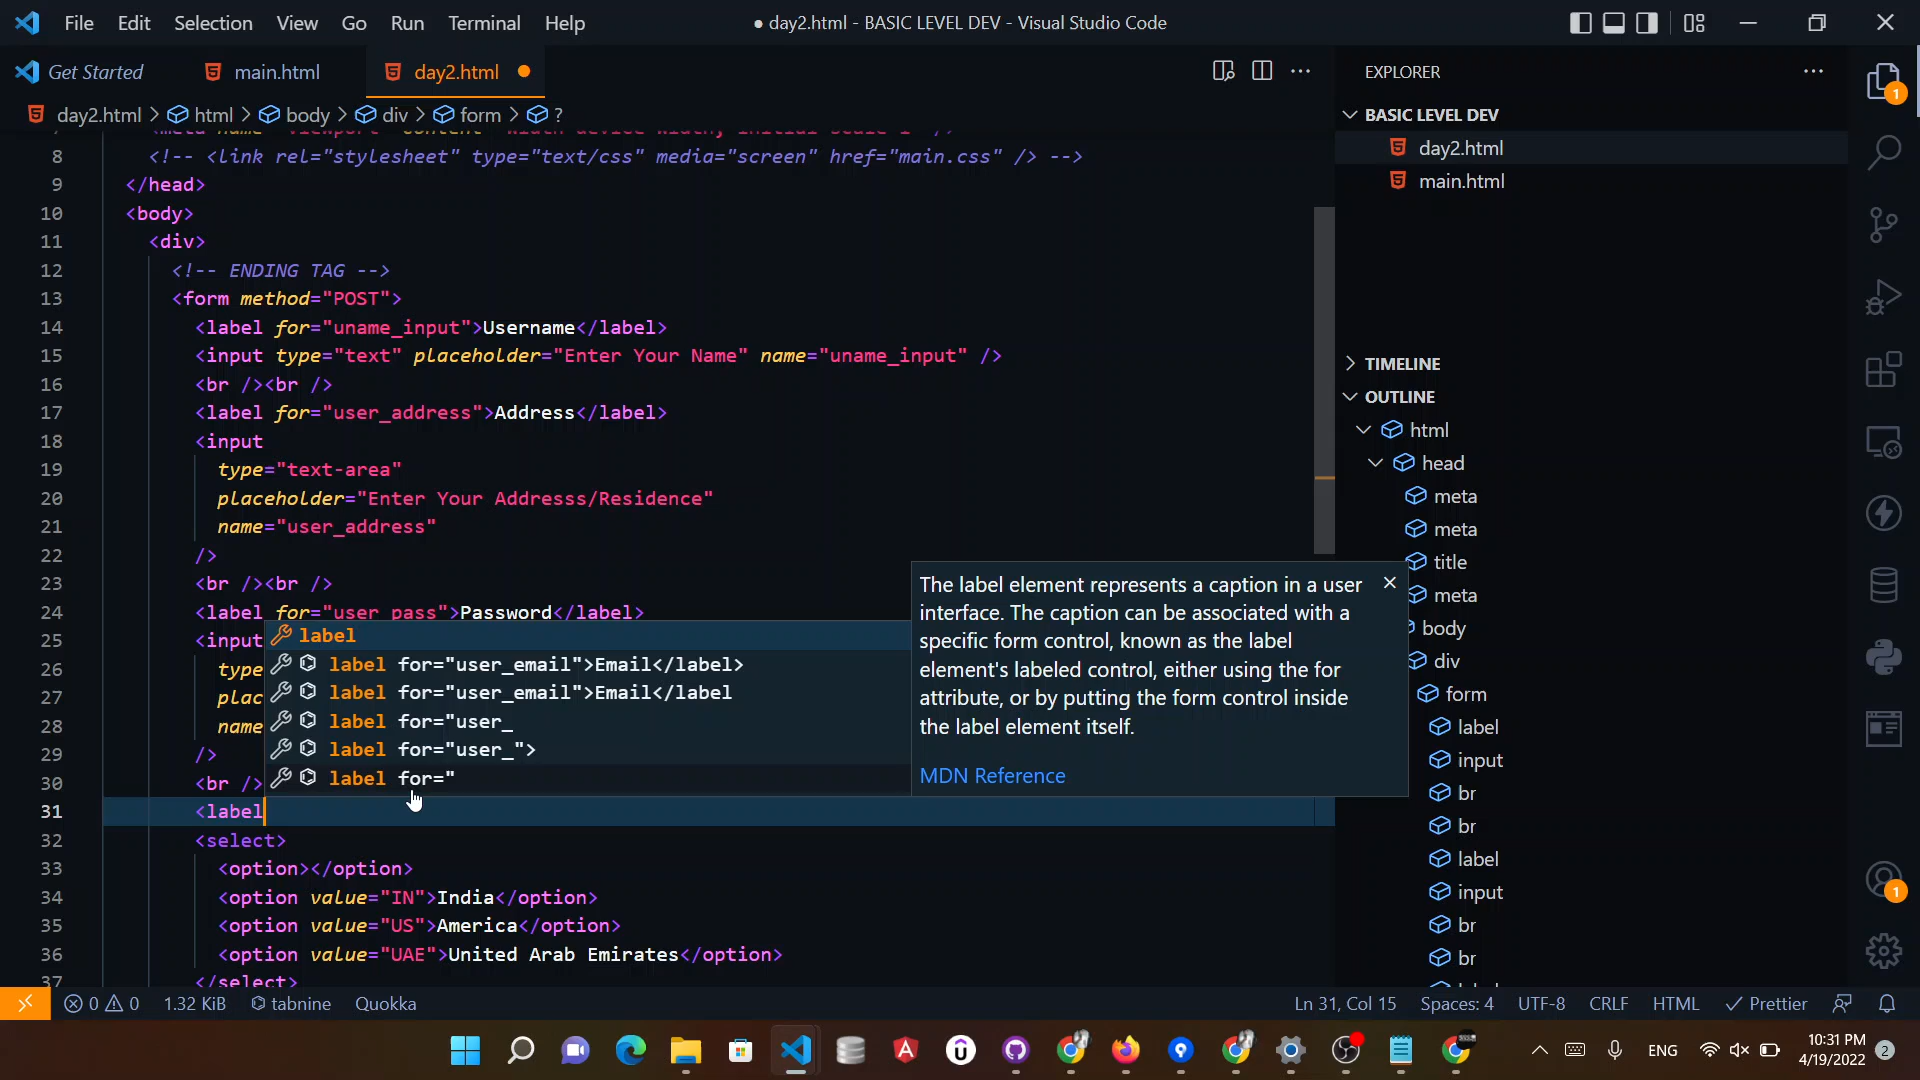 File Edit Selection View Go Run Terminal Help
● day2.html - BASIC LEVEL DEV - Visual Studio Code
Get Started
main.html
day2.html
EXPLORER
day2.html > html > body > div > form > ?
8 <!-- <link rel="stylesheet" type="text/css" media="screen" href="main.css" /> -->
9 </head>
10 <body>
11 <div>
12 <!-- ENDING TAG -->
13 <form method="POST">
14 <label for="uname_input">Username</label>
15 <input type="text" placeholder="Enter Your Name" name="uname_input" />
16 <br /><br />
17 <label for="user_address">Address</label>
18 <input
19 type="text-area"
20 placeholder="Enter Your Addresss/Residence"
21 name="user_address"
22 />
23 <br /><br />
24 <label for="user_pass">Password</label>
25 <input
26 type
27 plac
28 name
29 />
30 <br />
31 <label
32 <select>
33 <option></option>
34 <option value="IN">India</option>
35 <option value="US">America</option>
36 <option value="UAE">United Arab Emirates</option>
37 </select>
label
label for="user_email">Email</label>
label for="user_email">Email</label
label for="user_
label for="user_">
label for="
The label element represents a caption in a user
interface. The caption can be associated with a
specific form control, known as the label
element's labeled control, either using the for
attribute, or by putting the form control inside
the label element itself.
MDN Reference
BASIC LEVEL DEV
day2.html
main.html
TIMELINE
OUTLINE
html
head
meta
meta
title
meta
body
div
form
label
input
br
br
label
input
br
br
1
1
0 0 1.32 KiB tabnine Quokka
Ln 31, Col 15 Spaces: 4 UTF-8 CRLF HTML Prettier
ENG
10:31 PM
4/19/2022
2